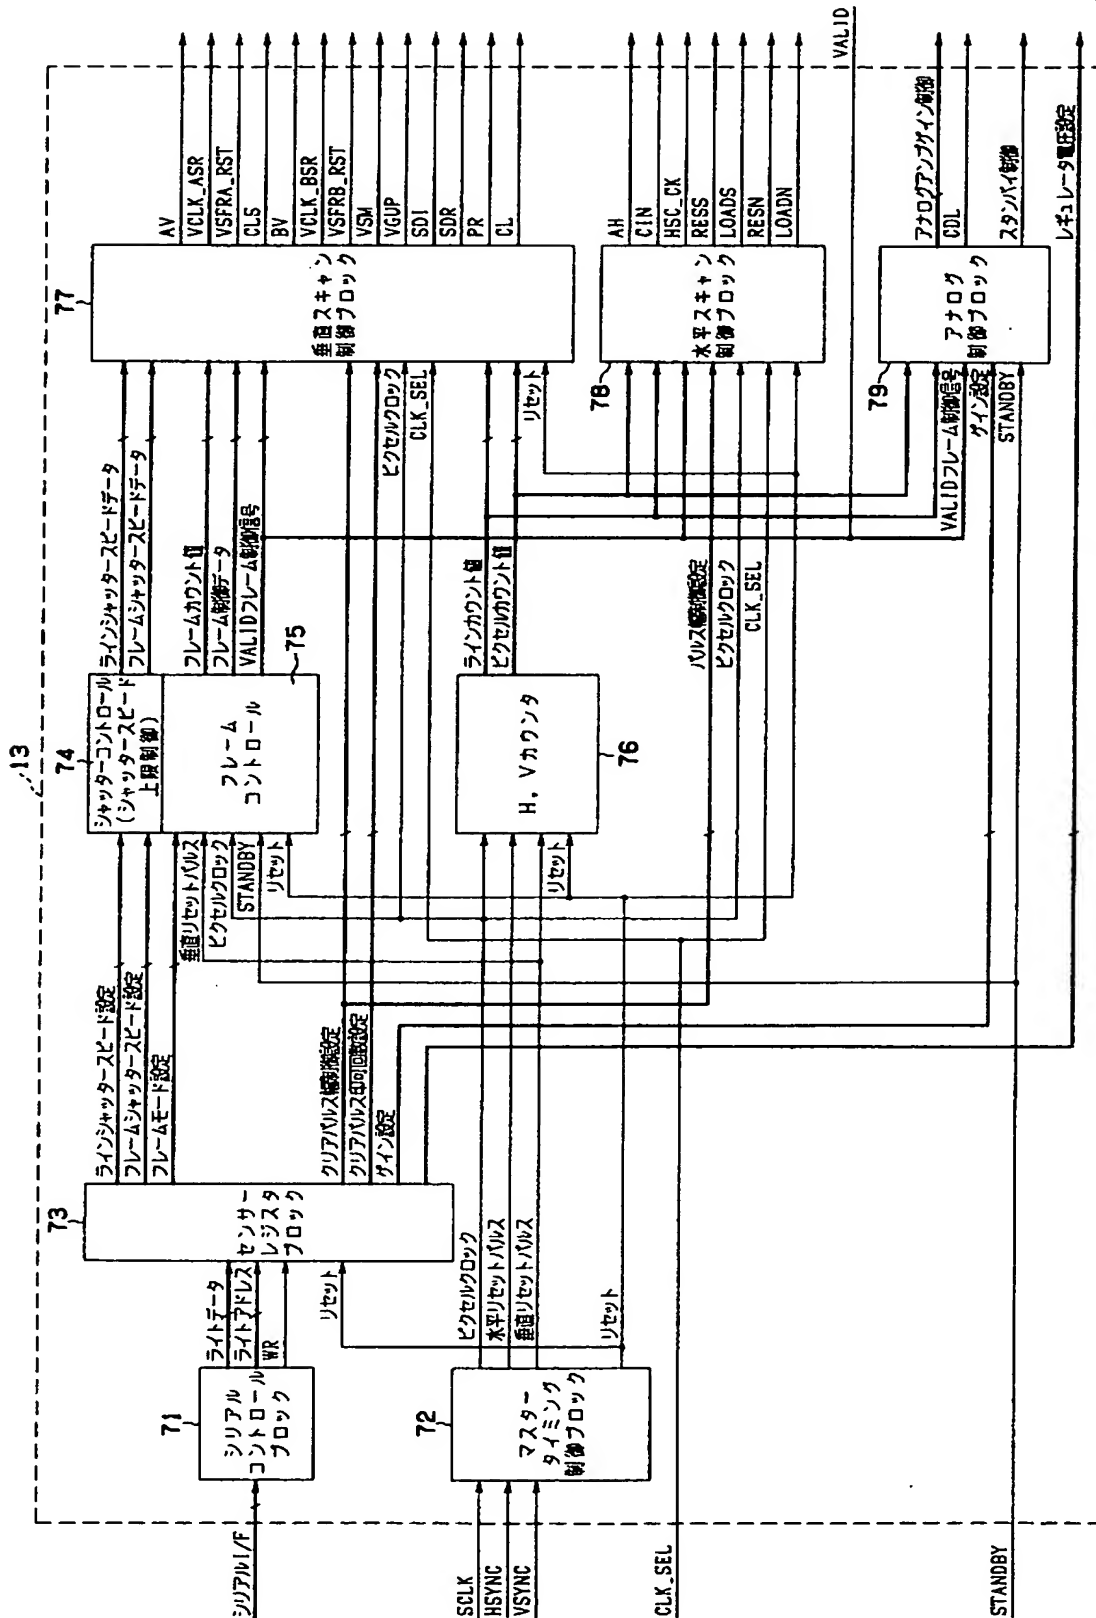 13
シリアルI/F
SCLK
HSYNC
VSYNC
CLK_SEL
STANDBY
71
シリアル
コントロール
ブロック
ライトデータ
ライトアドレス
WR
72
マスター
タイミング
制御ブロック
ピクセルクロック
水平リセットパルス
垂直リセットパルス
リセット
リセット
73
センサー
レジスタ
ブロック
ラインシャッタースピード設定
フレームシャッタースピード設定
フレームモード設定
クリアパルス幅制御設定
クリアパルス印可回数設定
ゲイン設定
74
シャッターコントロール
(シャッタースピード
上限制御)
75
フレーム
コントロール
垂直リセットパルス
ピクセルクロック
STANDBY
リセット
ラインシャッタースピードデータ
フレームシャッタースピードデータ
フレームカウント値
フレーム制御データ
VALIDフレーム制御信号
76
H, Vカウンタ
リセット
ラインカウント値
ピクセルカウント値
77
垂直スキャン
制御ブロック
ピクセルクロック
CLK_SEL
リセット
AV
VCLK_ASR
VSFRA_RST
CLS
BV
VCLK_BSR
VSFRB_RST
VSM
VGUP
SDI
SDR
PR
CL
78
水平スキャン
制御ブロック
パルス幅制御設定
ピクセルクロック
CLK_SEL
AH
CIN
HSC_CK
RESS
LOADS
RESN
LOADN
VALID
79
アナログ
制御ブロック
VALIDフレーム制御信号
ゲイン設定
STANDBY
アナログアンプゲイン制御
CDL
スタンバイ制御
レギュレータ電圧設定